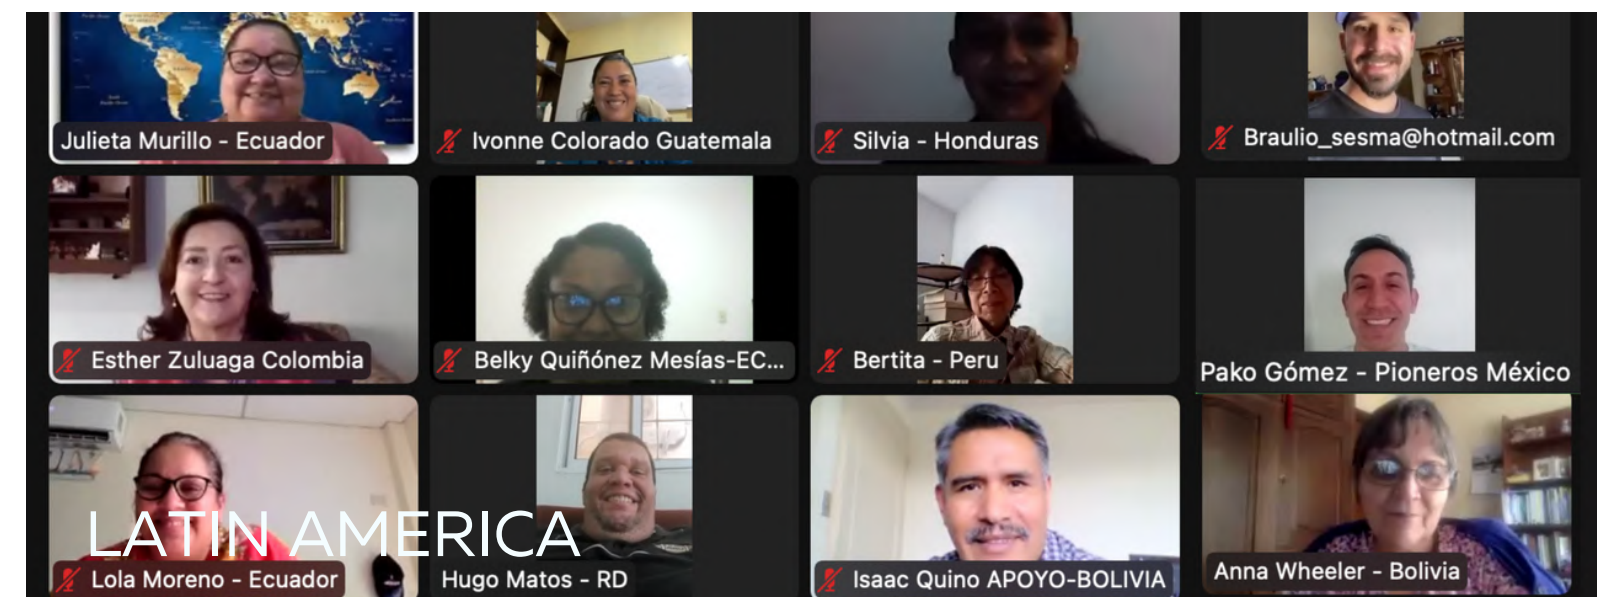 Julieta Murillo - Ecuador
Ivonne Colorado Guatemala
Silvia - Honduras
Braulio_sesma@hotmail.com
Esther Zuluaga Colombia
Belky Quiñónez Mesías-EC...
Bertita - Peru
Pako Gómez - Pioneros México
LATIN AMERICA
Lola Moreno - Ecuador
Hugo Matos - RD
Isaac Quino APOYO-BOLIVIA
Anna Wheeler - Bolivia